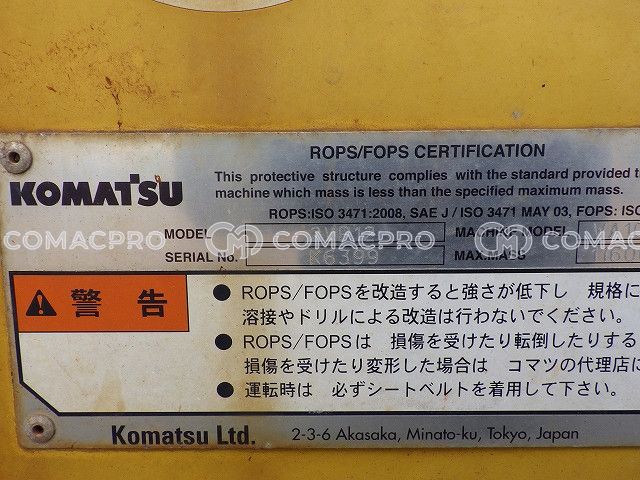 ROPS/FOPS CERTIFICATION
KOMATSU
This protective structure complies with the standard provided
machine which mass is less than the specified maximum mass.
ROPS:ISO 3471:2008, SAE J / ISO 3471 MAY 03, FOPS: ISO
MODEL MACHINE MODEL
COMACPRO COMACPRO
SERIAL No. K6399 MAX.MASS
警告
● ROPS/FOPSを改造すると強さが低下し 規格に
溶接やドリルによる改造は行わないでください。
● ROPS/FOPSは 損傷を受けたり転倒したりする
損傷を受けたり変形した場合は コマツの代理店に
● 運転時は 必ずシートベルトを着用して下さい。
Komatsu Ltd. 2-3-6 Akasaka, Minato-ku, Tokyo, Japan